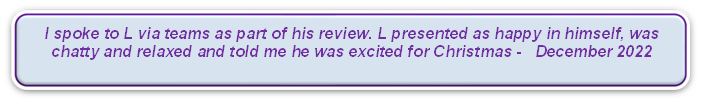 I spoke to L via teams as part of his review. L presented as happy in himself, was
chatty and relaxed and told me he was excited for Christmas - December 2022